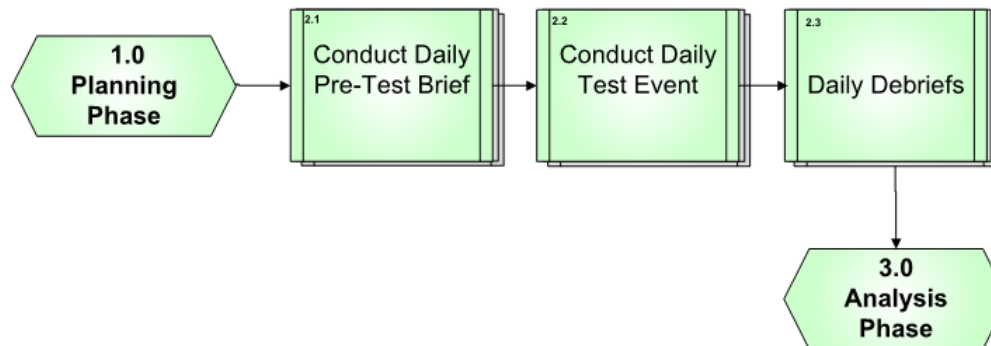 1.0
Planning
Phase
2.1
Conduct Daily
Pre-Test Brief
2.2
Conduct Daily
Test Event
2.3
Daily Debriefs
3.0
Analysis
Phase